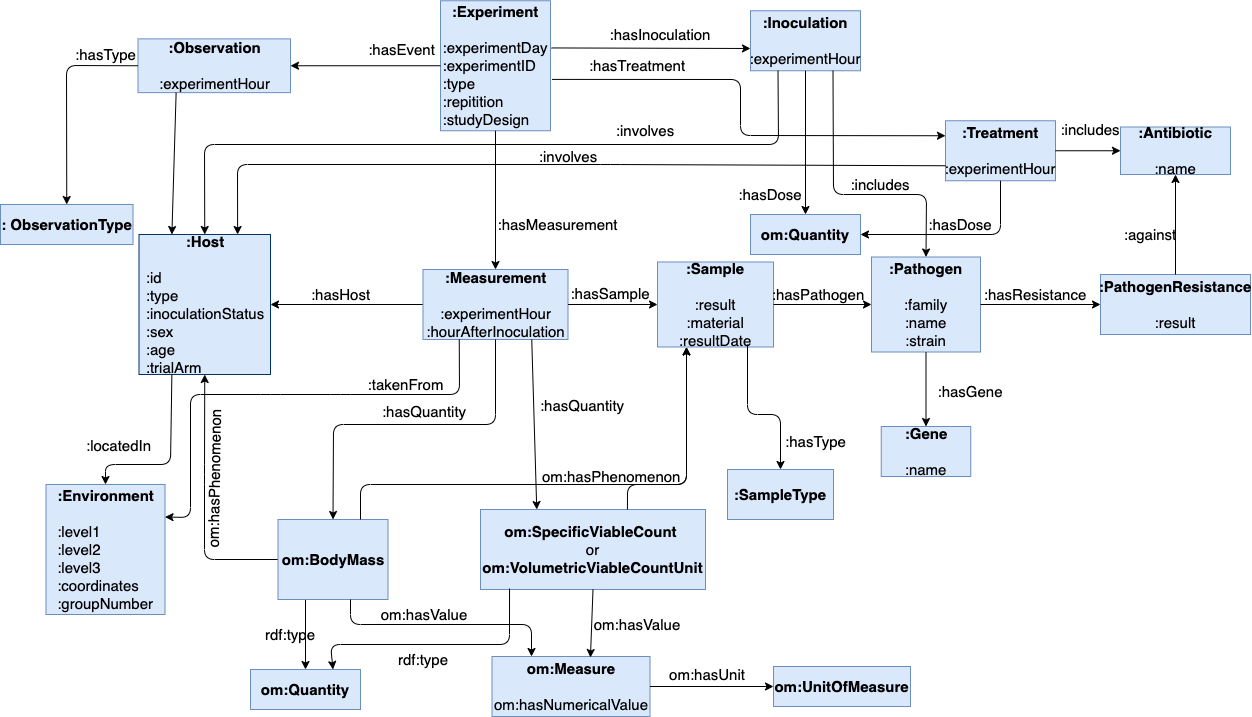 :Experiment
:experimentDay
:experimentID
:type
:repitition
:studyDesign
:Inoculation
:experimentHour
:hasInoculation
:hasTreatment
:Observation
:experimentHour
:hasEvent
:hasType
:involves
:involves
:Treatment
:experimentHour
:includes
:Antibiotic
:name
: ObservationType
:hasDose
:includes
:hasDose
om:Quantity
:against
:hasMeasurement
:Host
:id
:type
:inoculationStatus
:sex
:age
:trialArm
:hasHost
:Measurement
:experimentHour
:hourAfterInoculation
:hasSample
:Sample
:result
:material
:resultDate
:hasPathogen
:Pathogen
:family
:name
:strain
:hasResistance
:PathogenResistance
:result
:takenFrom
:hasQuantity
:hasQuantity
:hasGene
:Gene
:name
:hasType
:SampleType
:locatedIn
om:hasPhenomenon
om:hasPhenomenon
:Environment
:level1
:level2
:level3
:coordinates
:groupNumber
om:BodyMass
om:SpecificViableCount
or
om:VolumetricViableCountUnit
om:hasValue
om:hasValue
rdf:type
rdf:type
om:Quantity
om:Measure
om:hasNumericalValue
om:hasUnit
om:UnitOfMeasure